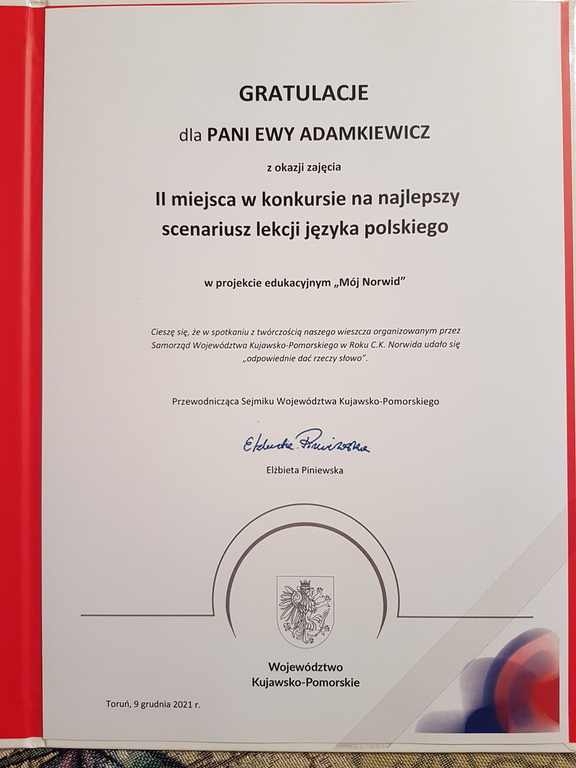 GRATULACJE
dla PANI EWY ADAMKIEWICZ
z okazji zajęcia
II miejsca w konkursie na najlepszy
scenariusz lekcji języka polskiego
w projekcie edukacyjnym „Mój Norwid”
Cieszę się, że w spotkaniu z twórczością naszego wieszcza organizowanym przez
Samorząd Województwa Kujawsko-Pomorskiego w Roku C.K. Norwida udało się
„odpowiednie dać rzeczy słowo”.
Przewodnicząca Sejmiku Województwa Kujawsko-Pomorskiego
Elżbieta Piniewska
Elżbieta Piniewska
Województwo
Kujawsko-Pomorskie
Toruń, 9 grudnia 2021 r.